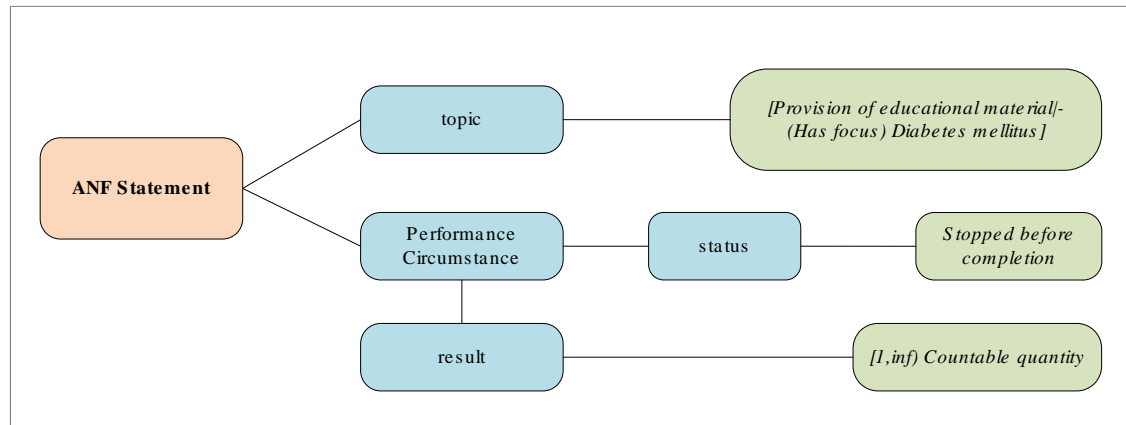 topic
[Provision of educational material|-
(Has focus) Diabetes mellitus]
ANF Statement
Performance
Circumstance
status
Stopped before
completion
result
[1,inf) Countable quantity